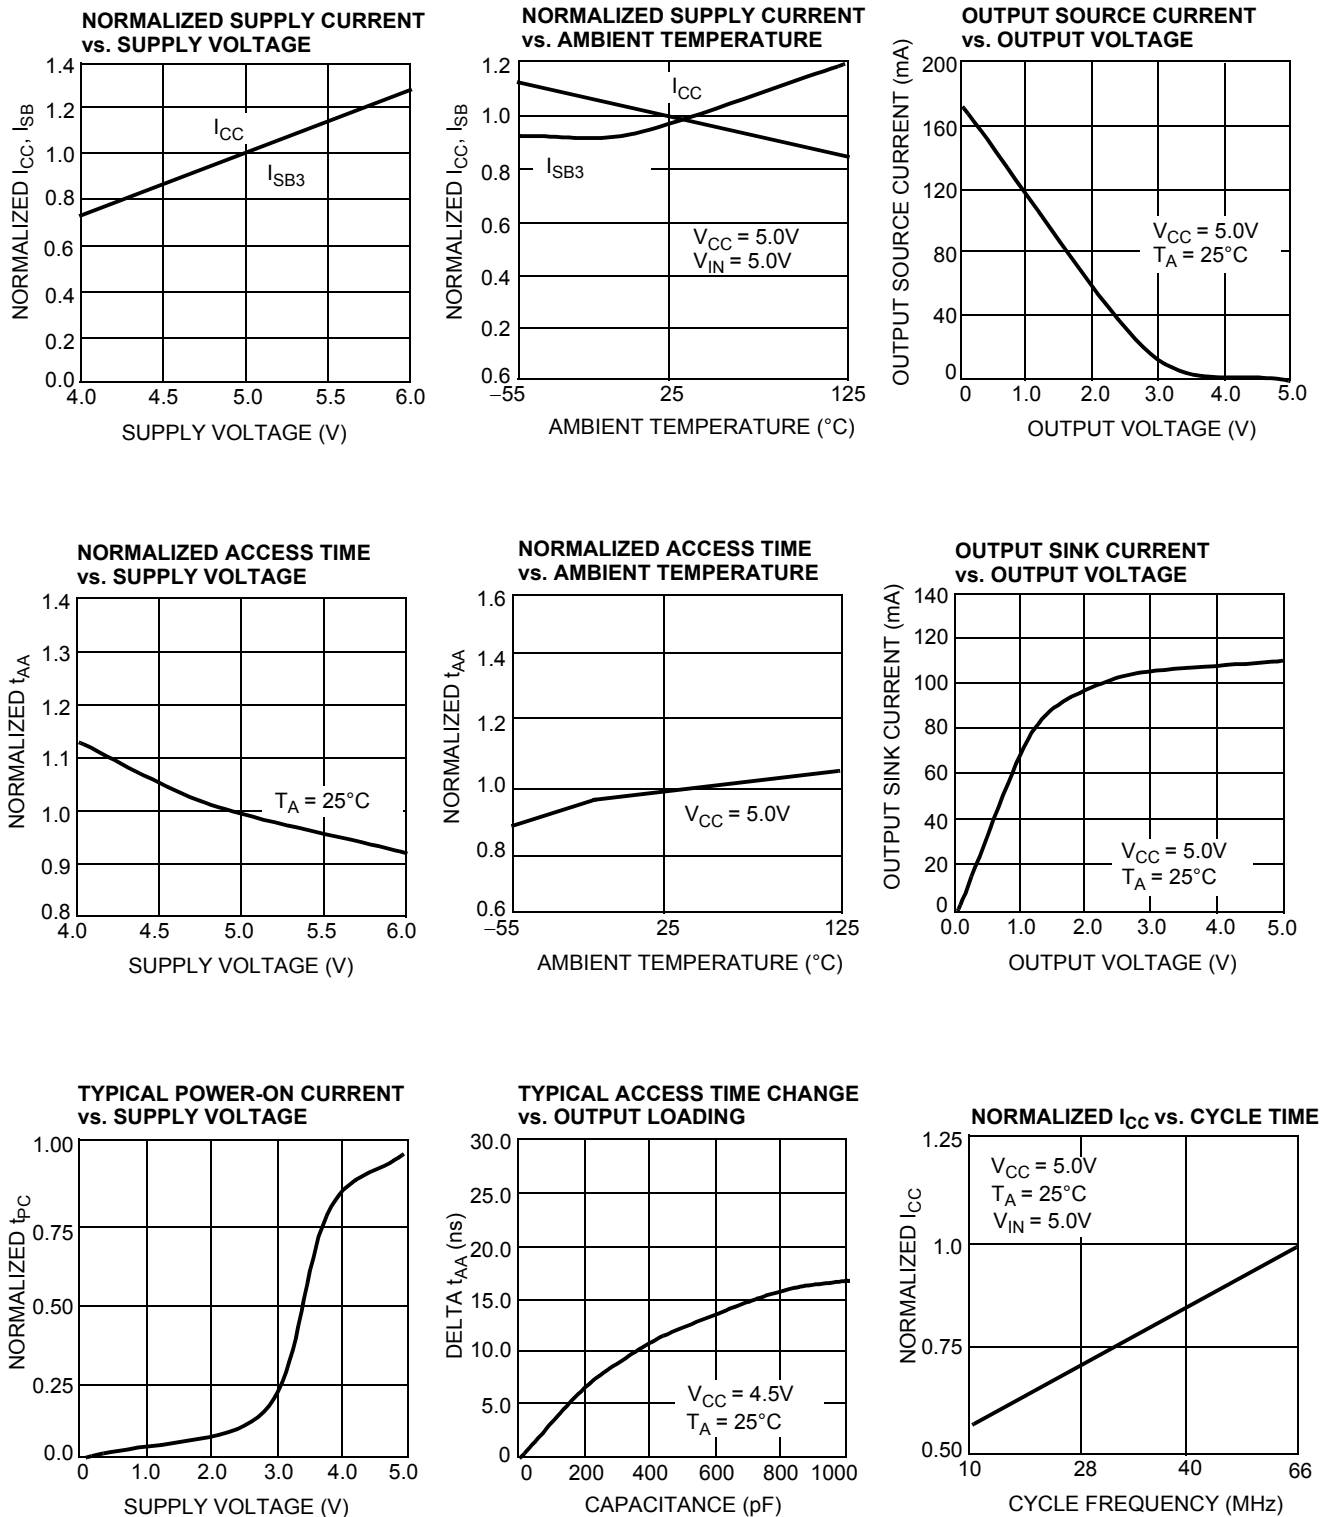 NORMALIZED SUPPLY CURRENT
vs. SUPPLY VOLTAGE
NORMALIZED ICC, ISB
1.4
1.2
1.0
0.8
0.6
0.4
0.2
0.0
ICC
ISB3
4.0 4.5 5.0 5.5 6.0
SUPPLY VOLTAGE (V)
NORMALIZED SUPPLY CURRENT
vs. AMBIENT TEMPERATURE
NORMALIZED ICC, ISB
1.2
1.0
0.8
0.6
0.4
0.2
0.6
ICC
ISB3
VCC = 5.0V
VIN = 5.0V
−55 25 125
AMBIENT TEMPERATURE (°C)
OUTPUT SOURCE CURRENT
vs. OUTPUT VOLTAGE
OUTPUT SOURCE CURRENT (mA)
200
160
120
80
40
0
VCC = 5.0V
TA = 25°C
0 1.0 2.0 3.0 4.0 5.0
OUTPUT VOLTAGE (V)
NORMALIZED ACCESS TIME
vs. SUPPLY VOLTAGE
NORMALIZED tAA
1.4
1.3
1.2
1.1
1.0
0.9
0.8
TA = 25°C
4.0 4.5 5.0 5.5 6.0
SUPPLY VOLTAGE (V)
NORMALIZED ACCESS TIME
vs. AMBIENT TEMPERATURE
NORMALIZED tAA
1.6
1.4
1.2
1.0
0.8
0.6
VCC = 5.0V
−55 25 125
AMBIENT TEMPERATURE (°C)
OUTPUT SINK CURRENT
vs. OUTPUT VOLTAGE
OUTPUT SINK CURRENT (mA)
140
120
100
80
60
40
20
0
VCC = 5.0V
TA = 25°C
0.0 1.0 2.0 3.0 4.0 5.0
OUTPUT VOLTAGE (V)
TYPICAL POWER-ON CURRENT
vs. SUPPLY VOLTAGE
NORMALIZED tPC
1.00
0.75
0.50
0.25
0.0
0 1.0 2.0 3.0 4.0 5.0
SUPPLY VOLTAGE (V)
TYPICAL ACCESS TIME CHANGE
vs. OUTPUT LOADING
DELTA tAA (ns)
30.0
25.0
20.0
15.0
10.0
5.0
0
VCC = 4.5V
TA = 25°C
0 200 400 600 800 1000
CAPACITANCE (pF)
NORMALIZED ICC vs. CYCLE TIME
NORMALIZED ICC
1.25
1.0
0.75
0.50
VCC = 5.0V
TA = 25°C
VIN = 5.0V
10 28 40 66
CYCLE FREQUENCY (MHz)